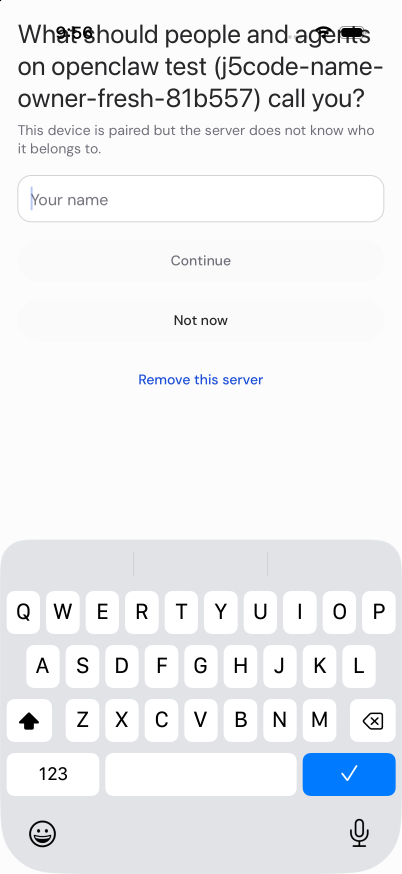 9:56
What should people and agents
on openclaw test (j5code-name-
owner-fresh-81b557) call you?
This device is paired but the server does not know who
it belongs to.
Your name
Continue
Not now
Remove this server
Q W E R T Y U I O P
A S D F G H J K L
Z X C V B N M
123